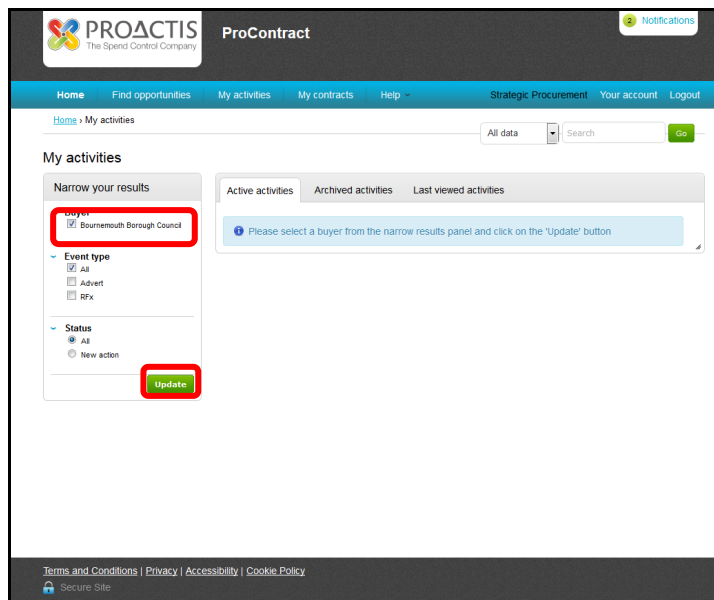 PROACTIS
The Spend Control Company
ProContract
2 Notifications
Home Find opportunities My activities My contracts Help Strategic Procurement Your account Logout
Home › My activities
All data Search Go
My activities
Narrow your results
Buyer
Bournemouth Borough Council
Event type
All
Advert
RFx
Status
All
New action
Update
Active activities Archived activities Last viewed activities
Please select a buyer from the narrow results panel and click on the 'Update' button
Terms and Conditions | Privacy | Accessibility | Cookie Policy
Secure Site